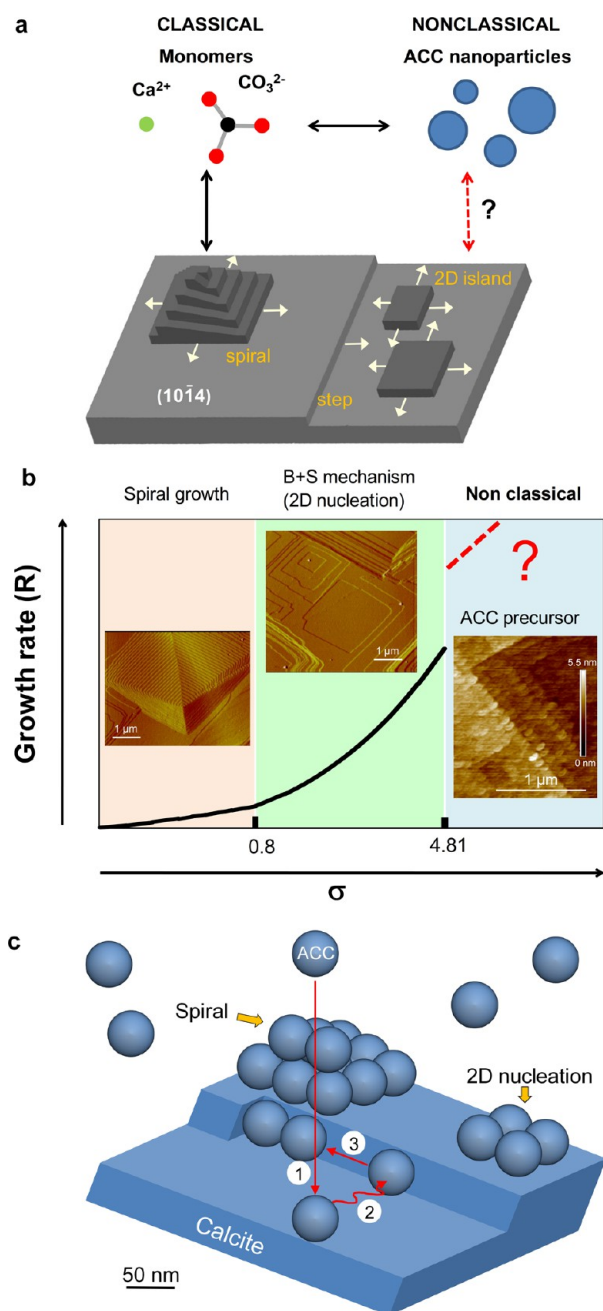 a
CLASSICAL
NONCLASSICAL
Monomers
ACC nanoparticles
Ca²⁺
CO₃²⁻
?
2D island
spiral
(101̄4)
step
b
Spiral growth
B+S mechanism
(2D nucleation)
Non classical
?
ACC precursor
Growth rate (R)
1 µm
1 µm
5.5 nm
0 nm
1 µm
0.8
4.81
σ
c
ACC
Spiral
2D nucleation
3
1
2
Calcite
50 nm